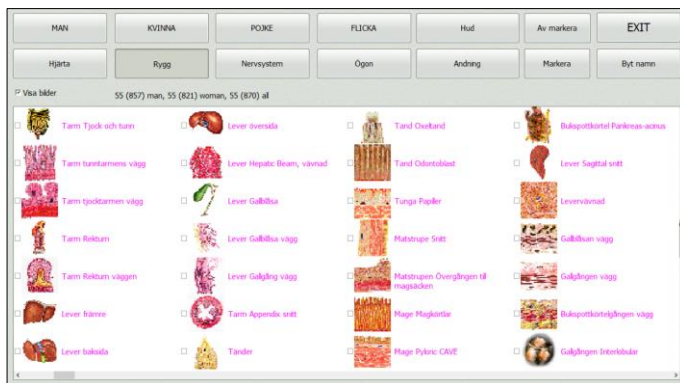 MAN KVINNA POJKE FLICKA Hud Av markera EXIT
Hjärta Rygg Nervsystem Ögon Andning Markera Byt namn
Visa bilder
55 (857) man, 55 (821) woman, 55 (870) all
Tarm Tjock och tunn
Lever översida
Tand Oxeltand
Bukspottkörtel Pankreas-acinus
Tarm tunntarmens vägg
Lever Hepatic Beam, vävnad
Tand Odontoblast
Lever Sagittal snitt
Tarm tjocktarmen vägg
Lever Gallblåsa
Tunga Papiller
Levervävnad
Tarm Rektum
Lever Gallblåsa vägg
Matstrupe Snitt
Gallblåsan vägg
Tarm Rektum väggen
Lever Galgång vägg
Matstrupen Övergången till
magsäcken
Gallgången vägg
Lever främre
Tarm Appendix snitt
Mage Magkörtlar
Bukspottkörtelgången vägg
Lever baksida
Tänder
Mage Pyloric CAVE
Gallgången Interlobular